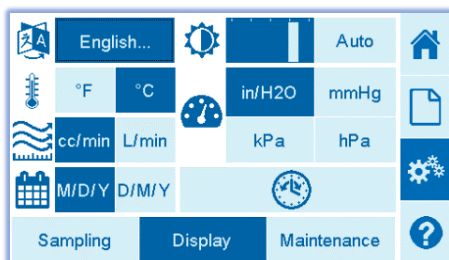 English... Auto
°F °C in/H2O mmHg
cc/min L/min kPa hPa
M/D/Y D/M/Y
Sampling Display Maintenance